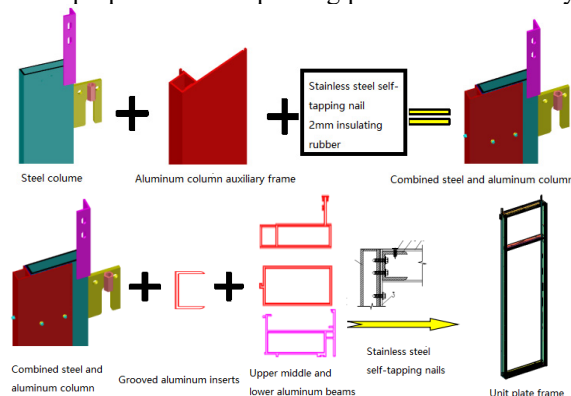 Stainless steel self-
tapping nail
2mm insulating
rubber
Steel colume
Aluminum column auxiliary frame
Combined steel and aluminum column
Combined steel and
aluminum column
Grooved aluminum inserts
Upper middle and
lower aluminum beams
Stainless steel
self-tapping nails
Unit plate frame